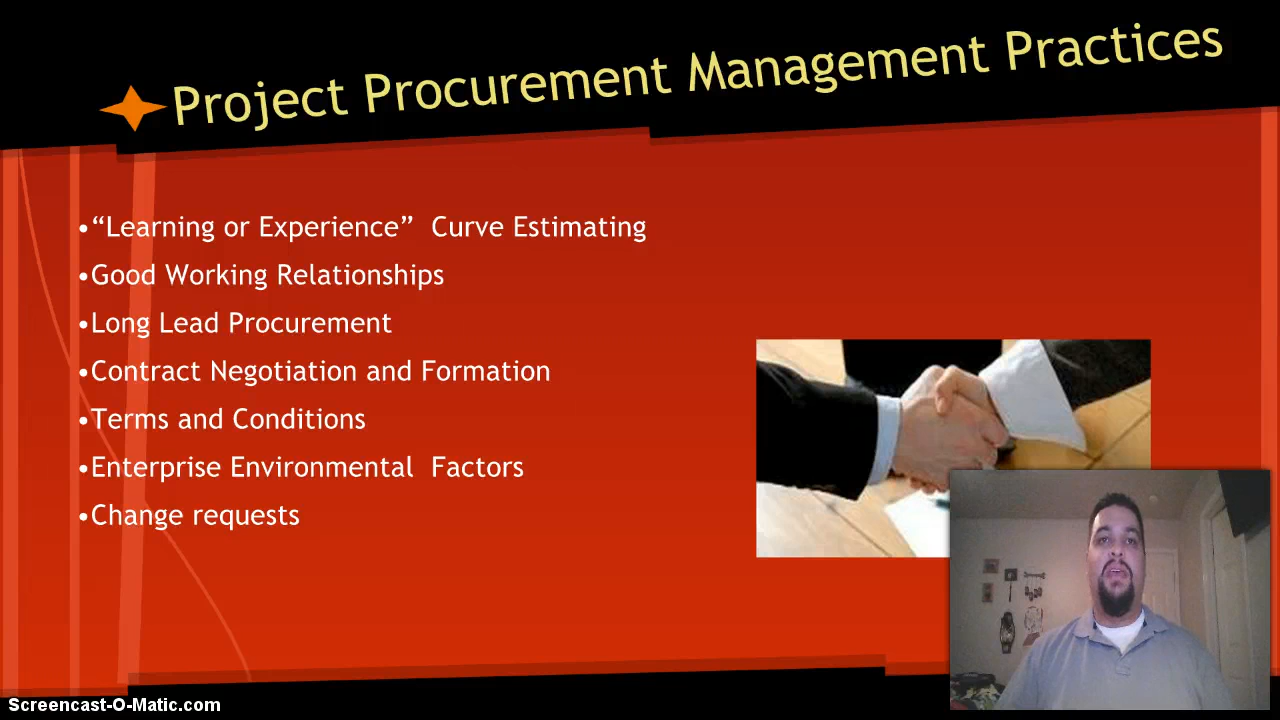 Project Procurement Management Practices
•“Learning or Experience”  Curve Estimating
•Good Working Relationships
•Long Lead Procurement
•Contract Negotiation and Formation
•Terms and Conditions
•Enterprise Environmental  Factors
•Change requests
Screencast-O-Matic.com